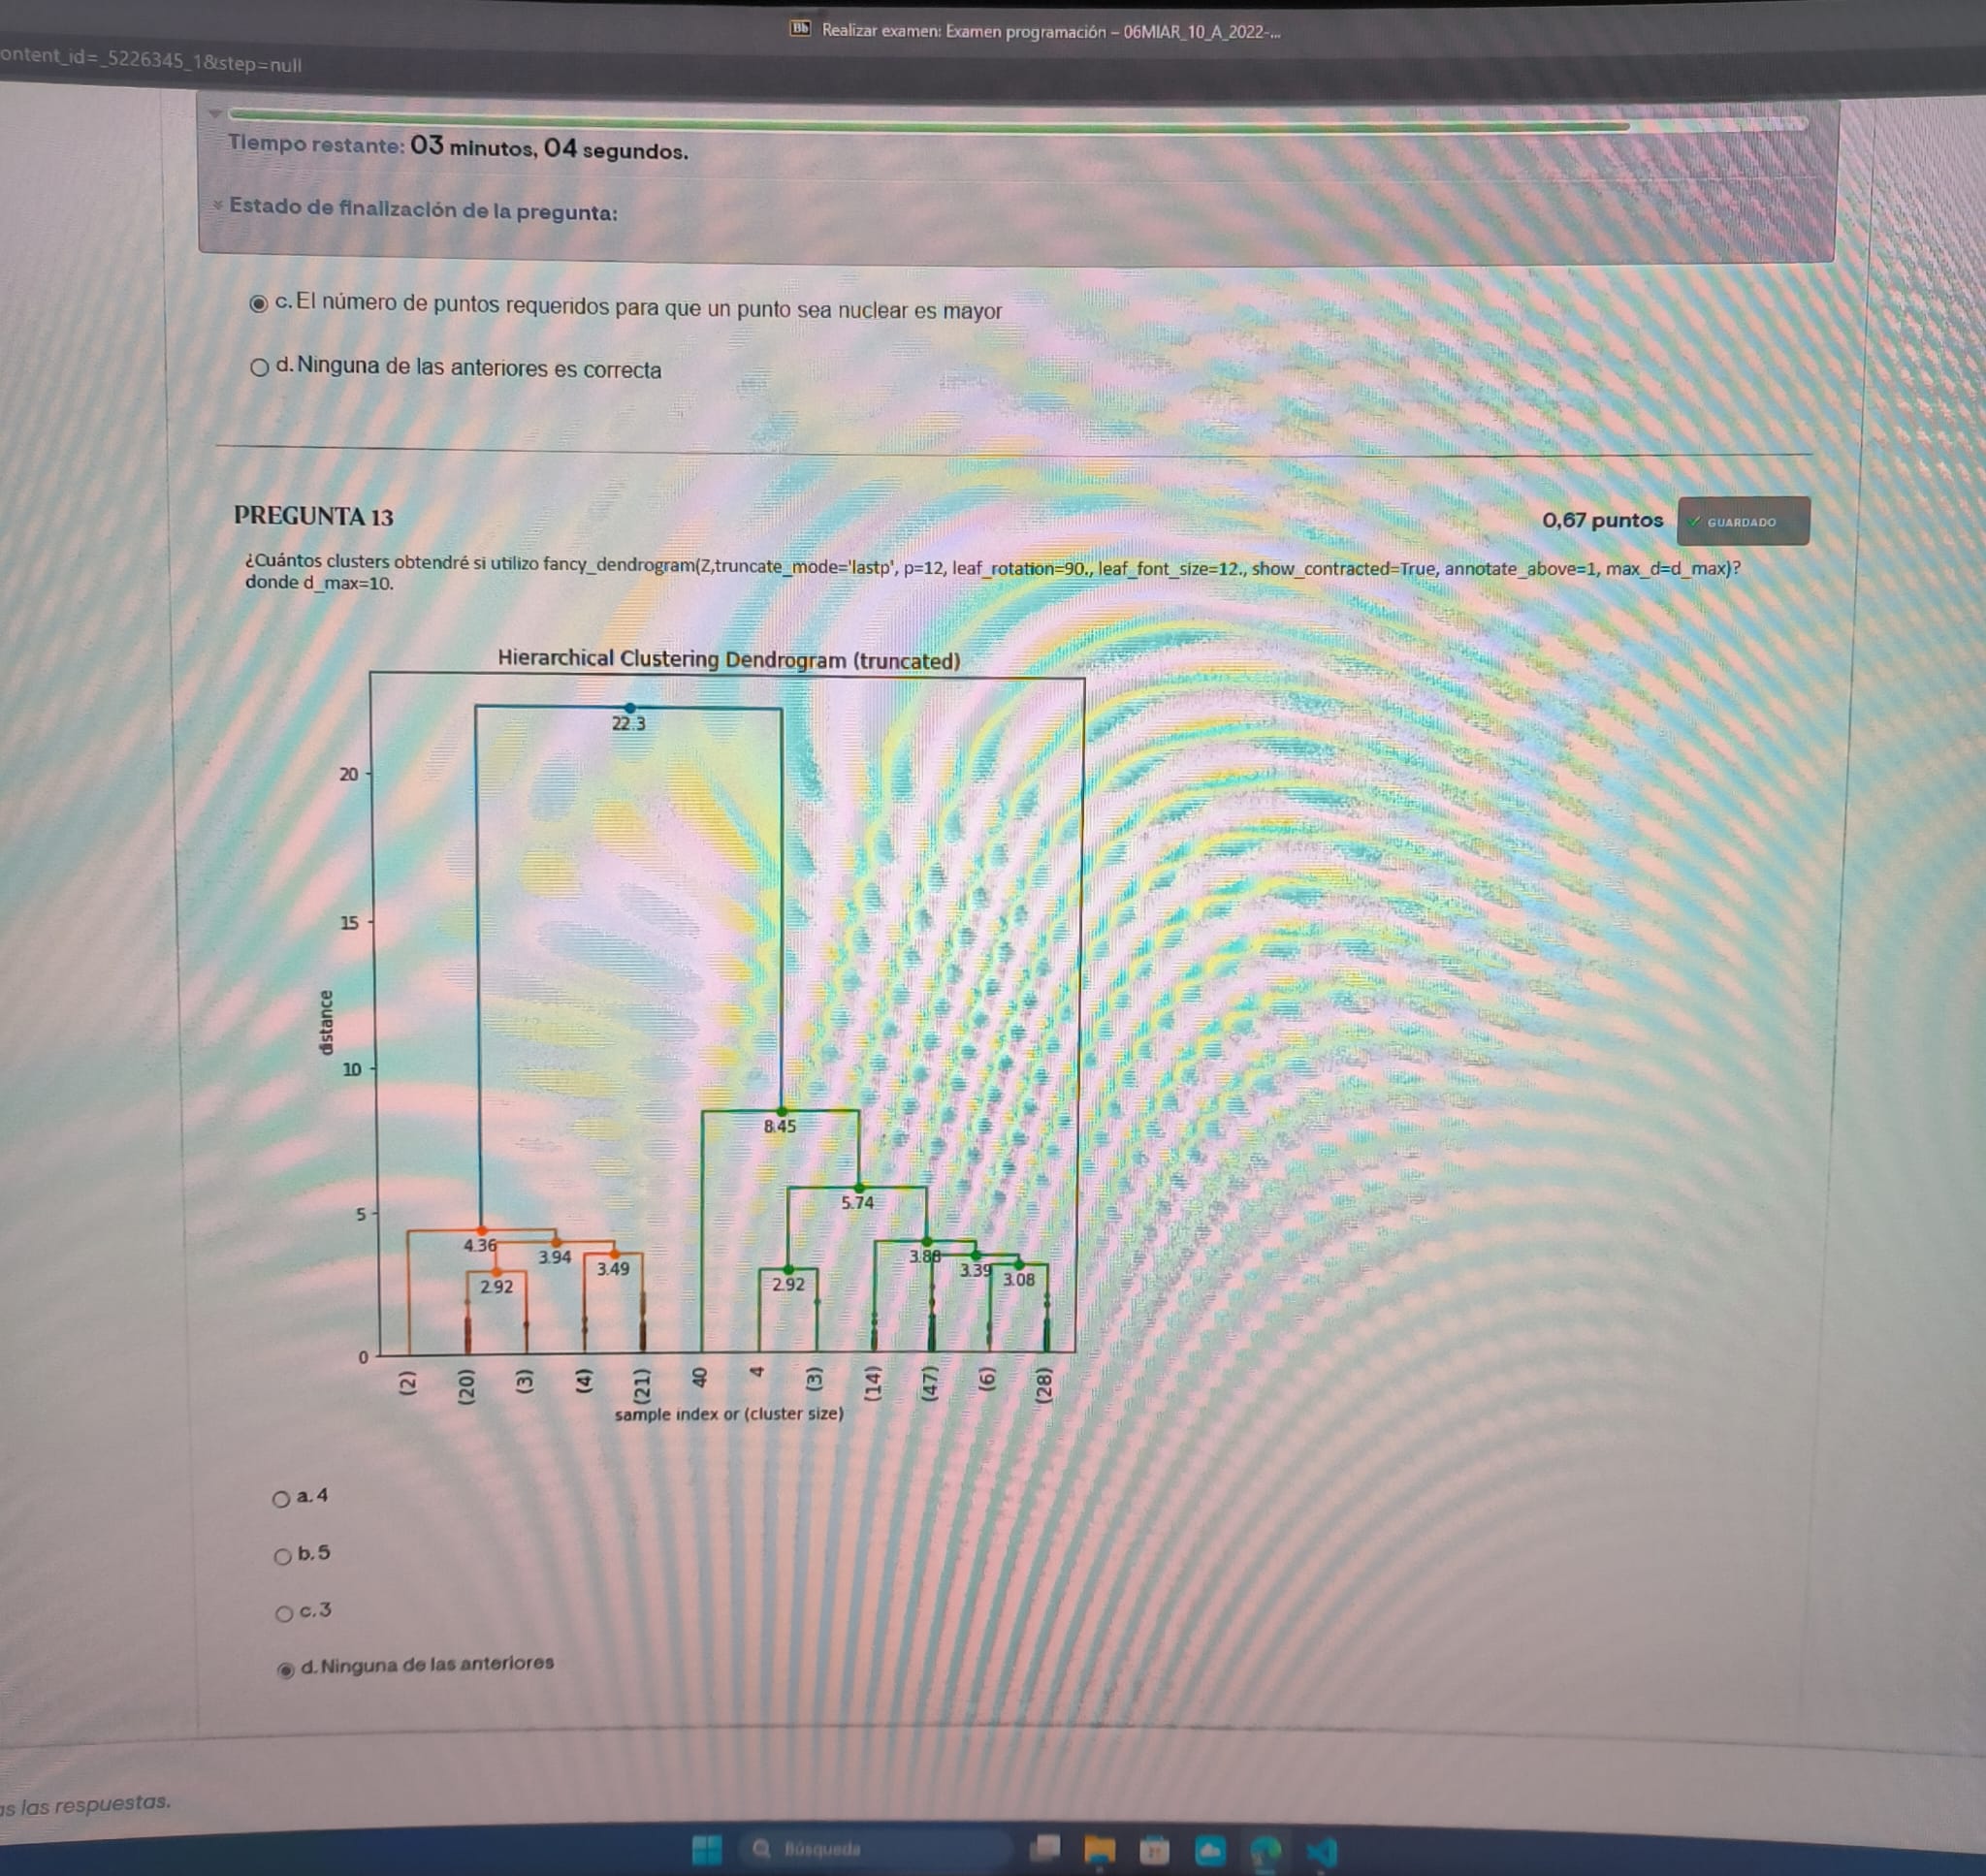 Realizar examen: Examen programación – 06MIAR_10_A_2022-...
ontent_id=_5226345_1&step=null
Tiempo restante: 03 minutos, 04 segundos.
Estado de finalización de la pregunta:
c. El número de puntos requeridos para que un punto sea nuclear es mayor
d. Ninguna de las anteriores es correcta
PREGUNTA 13
0,67 puntos
GUARDADO
¿Cuántos clusters obtendré si utilizo fancy_dendrogram(Z,truncate_mode='lastp', p=12, leaf_rotation=90., leaf_font_size=12., show_contracted=True, annotate_above=1, max_d=d_max)?
donde d_max=10.
Hierarchical Clustering Dendrogram (truncated)
22.3
20
15
distance
10
8.45
5.74
5
4.36
3.94
3.49
2.92
2.92
3.88
3.39
3.08
0
(2)
(20)
(3)
(4)
(21)
40
4
(3)
(14)
(47)
(6)
(28)
sample index or (cluster size)
a. 4
b. 5
c. 3
d. Ninguna de las anteriores
as las respuestas.
Búsqueda